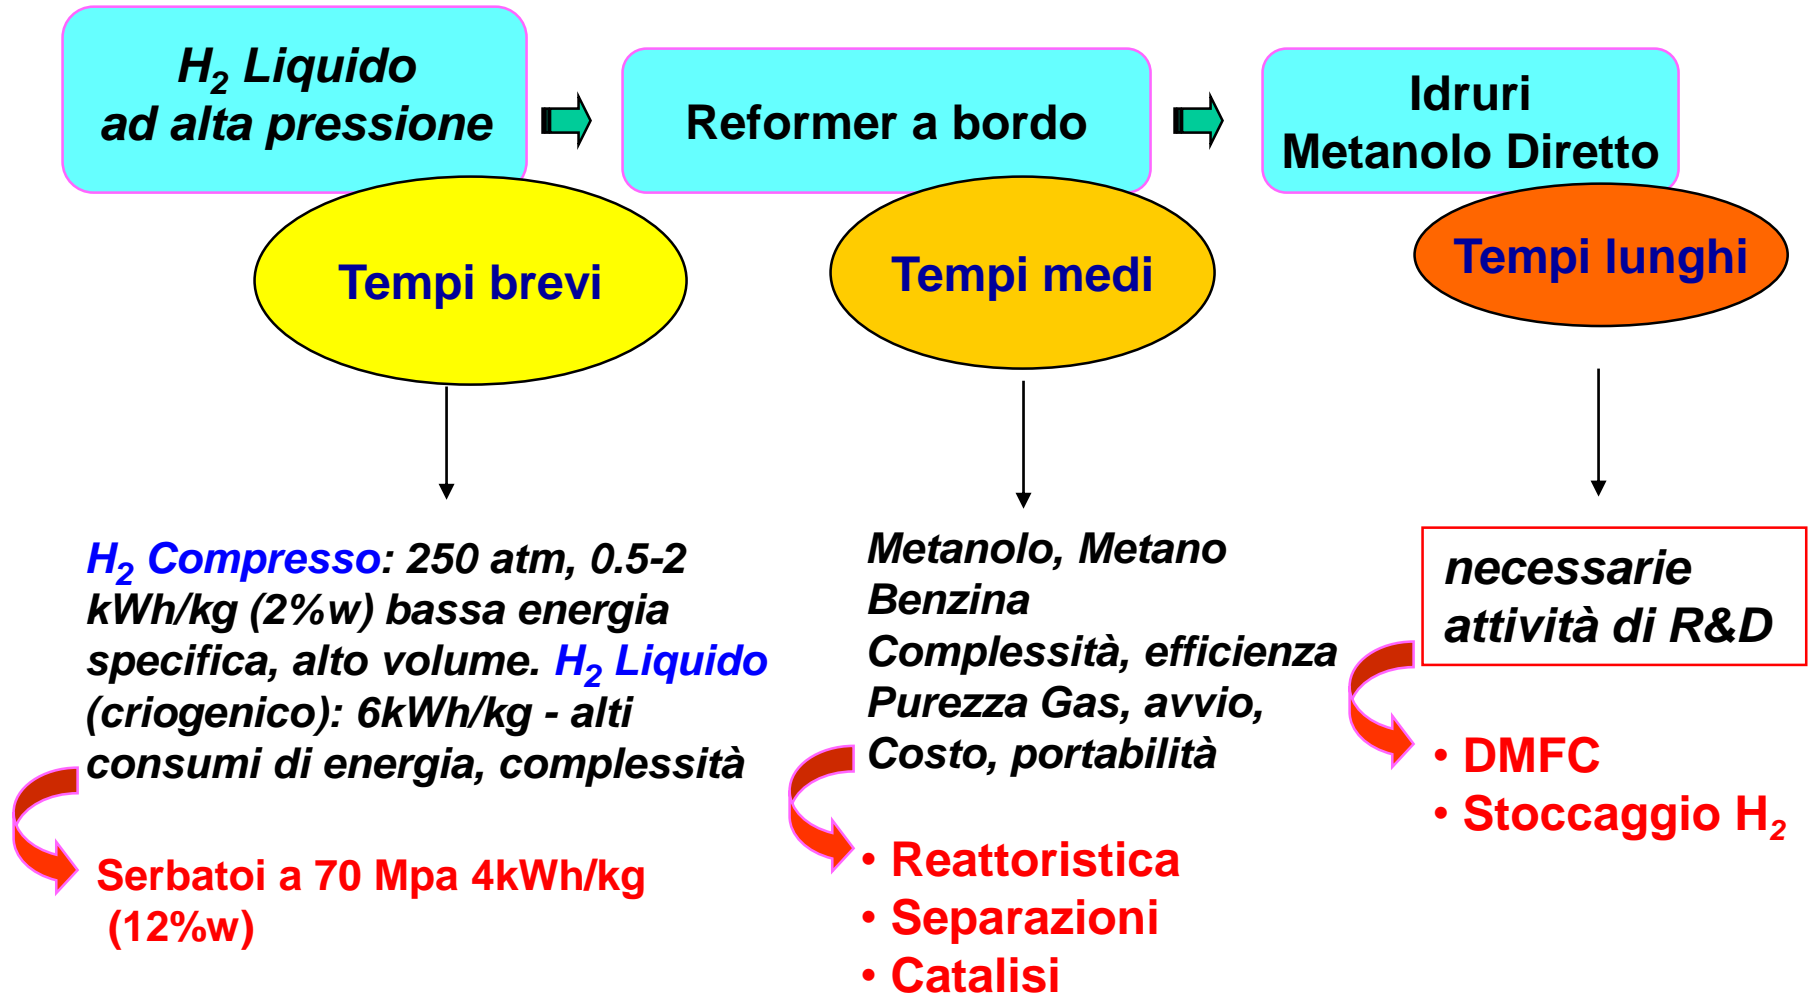 H2 Liquido
ad alta pressione
Reformer a bordo
Idruri
Metanolo Diretto
Tempi brevi
Tempi medi
Tempi lunghi
H2 Compresso: 250 atm, 0.5-2
kWh/kg (2%w) bassa energia
specifica, alto volume. H2 Liquido
(criogenico): 6kWh/kg - alti
consumi di energia, complessità
Serbatoi a 70 Mpa 4kWh/kg
(12%w)
Metanolo, Metano
Benzina
Complessità, efficienza
Purezza Gas, avvio,
Costo, portabilità
• Reattoristica
• Separazioni
• Catalisi
necessarie
attività di R&D
• DMFC
• Stoccaggio H2